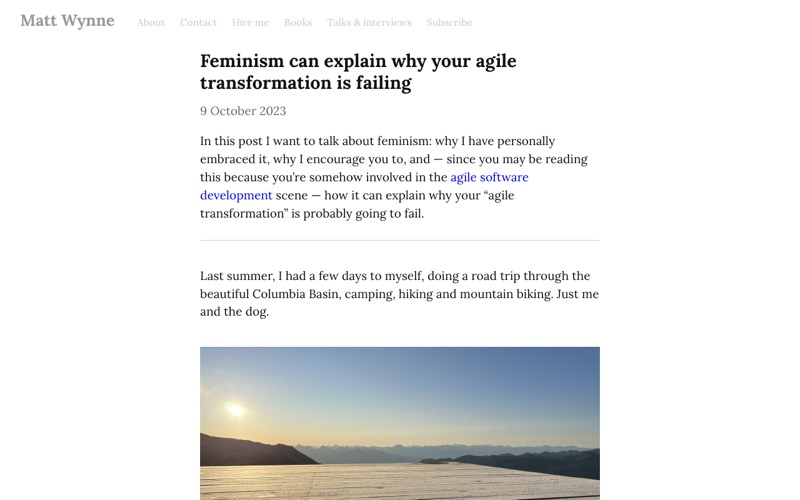 Matt Wynne About Contact Hire me Books Talks & interviews Subscribe
Feminism can explain why your agile
transformation is failing
9 October 2023
In this post I want to talk about feminism: why I have personally
embraced it, why I encourage you to, and — since you may be reading
this because you’re somehow involved in the agile software
development scene — how it can explain why your “agile
transformation” is probably going to fail.
Last summer, I had a few days to myself, doing a road trip through the
beautiful Columbia Basin, camping, hiking and mountain biking. Just me
and the dog.